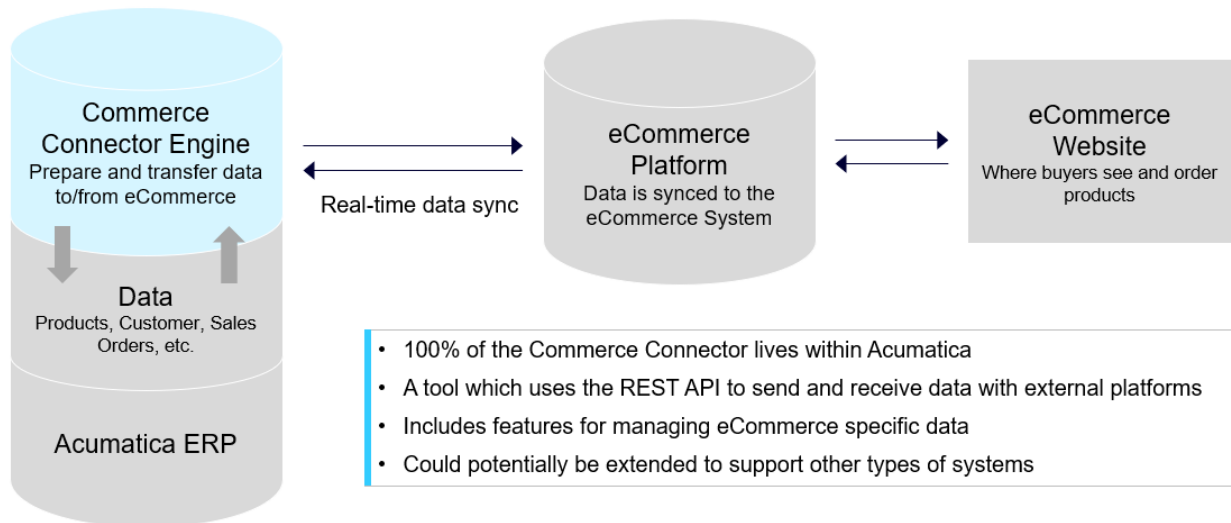 Commerce
Connector Engine
Prepare and transfer data
to/from eCommerce
Data
Products, Customer, Sales
Orders, etc.
Acumatica ERP
Real-time data sync
eCommerce
Platform
Data is synced to the
eCommerce System
eCommerce
Website
Where buyers see and order
products
• 100% of the Commerce Connector lives within Acumatica
• A tool which uses the REST API to send and receive data with external platforms
• Includes features for managing eCommerce specific data
• Could potentially be extended to support other types of systems